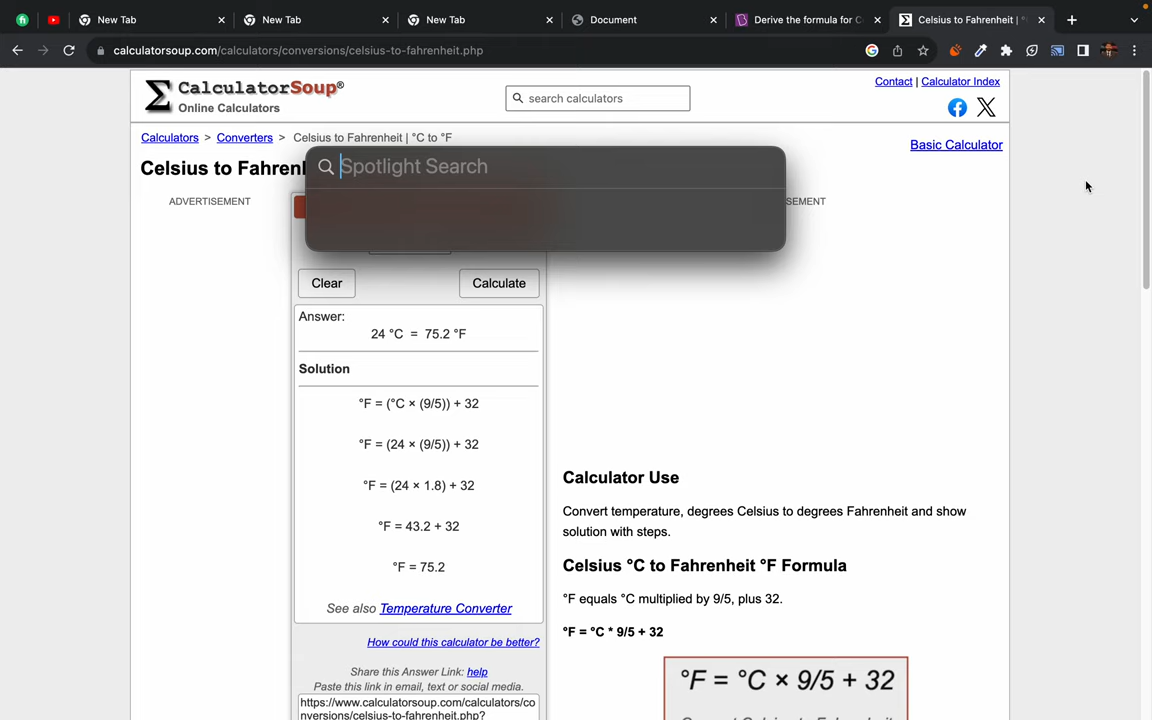 New Tab
New Tab
New Tab
Document
Derive the formula for C
Celsius to Fahrenheit | °
calculatorsoup.com/calculators/conversions/celsius-to-fahrenheit.php
CalculatorSoup®
Online Calculators
search calculators
Contact | Calculator Index
Calculators > Converters > Celsius to Fahrenheit | °C to °F
Basic Calculator
Celsius to Fahren
Spotlight Search
ADVERTISEMENT
SEMENT
Clear
Calculate
Answer:
24 °C = 75.2 °F
Solution
°F = (°C × (9/5)) + 32
°F = (24 × (9/5)) + 32
°F = (24 × 1.8) + 32
°F = 43.2 + 32
°F = 75.2
See also Temperature Converter
How could this calculator be better?
Share this Answer Link: help
Paste this link in email, text or social media.
https://www.calculatorsoup.com/calculators/co
nversions/celsius-to-fahrenheit.php?
Calculator Use
Convert temperature, degrees Celsius to degrees Fahrenheit and show
solution with steps.
Celsius °C to Fahrenheit °F Formula
°F equals °C multiplied by 9/5, plus 32.
°F = °C * 9/5 + 32
°F = °C × 9/5 + 32